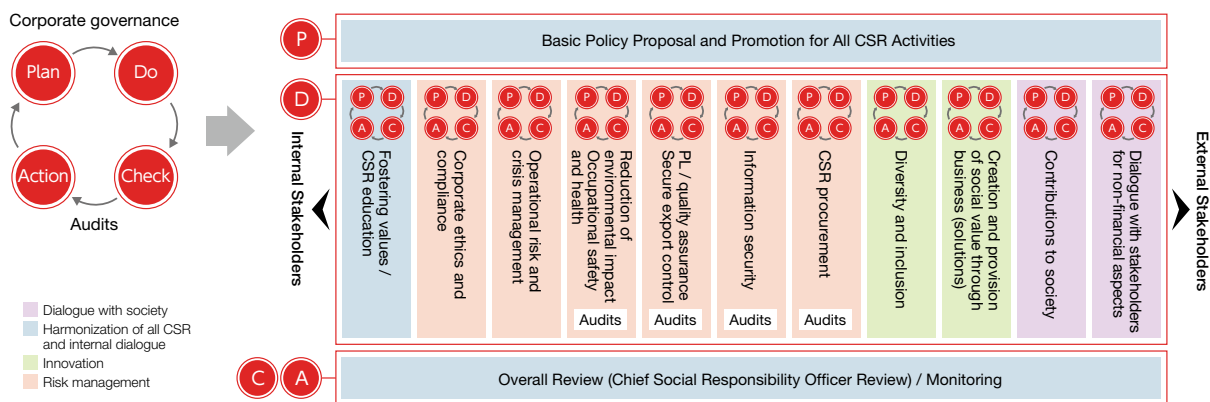 Corporate governance
Plan
Do
Action
Check
Audits
Dialogue with society
Harmonization of all CSR
and internal dialogue
Innovation
Risk management
P
Basic Policy Proposal and Promotion for All CSR Activities
D
Internal Stakeholders
P D
A C
Fostering values /
CSR education
P D
A C
Corporate ethics and
compliance
P D
A C
Operational risk and
crisis management
P D
A C
Reduction of
environmental impact
Occupational safety
and health
Audits
P D
A C
PL / quality assurance
Secure export control
Audits
P D
A C
Information security
Audits
P D
A C
CSR procurement
Audits
P D
A C
Diversity and inclusion
P D
A C
Creation and provision
of social value through
business (solutions)
P D
A C
Contributions to society
P D
A C
Dialogue with stakeholders
for non-financial aspects
External Stakeholders
C A
Overall Review (Chief Social Responsibility Officer Review) / Monitoring